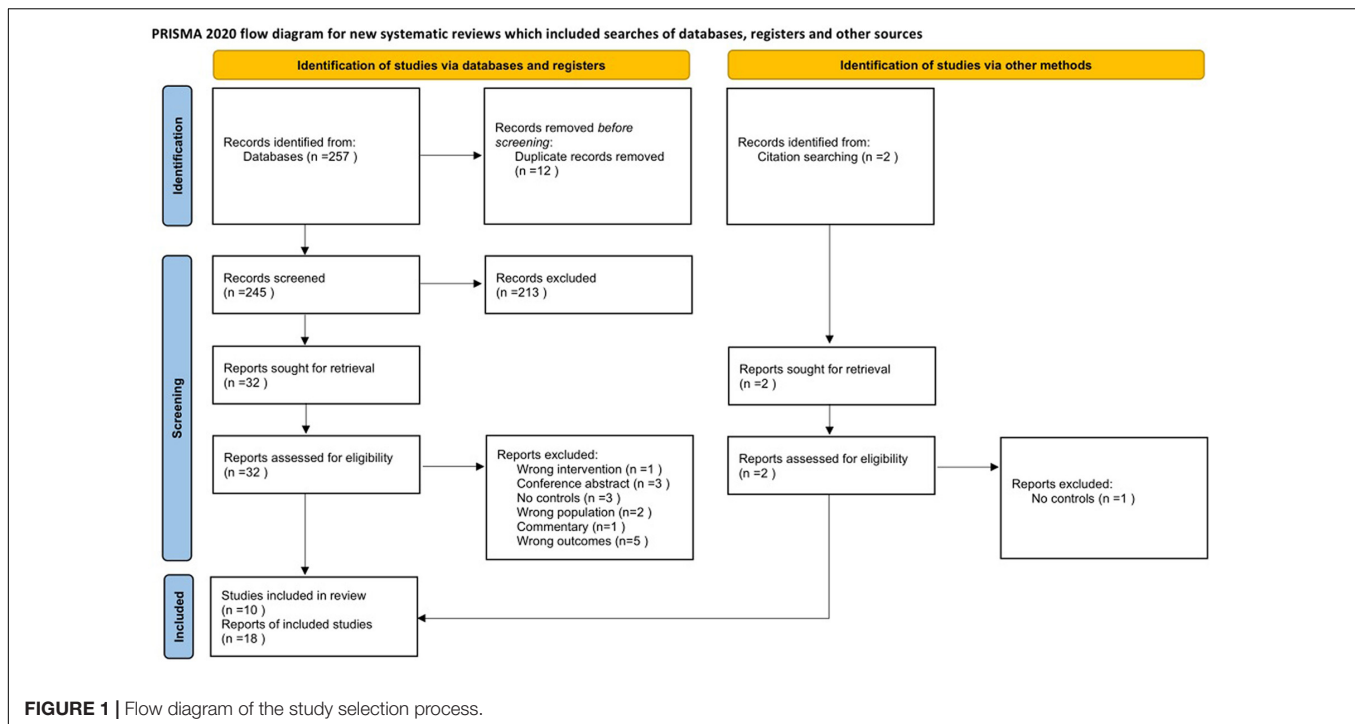 PRISMA 2020 flow diagram for new systematic reviews which included searches of databases, registers and other sources
Identification of studies via databases and registers
Identification of studies via other methods
Identification
Records identified from:
Databases (n =257 )
Records removed before
screening:
Duplicate records removed
(n =12 )
Records identified from:
Citation searching (n =2 )
Screening
Records screened
(n =245 )
Records excluded
(n =213 )
Reports sought for retrieval
(n =32 )
Reports sought for retrieval
(n =2 )
Reports assessed for eligibility
(n =32 )
Reports excluded:
Wrong intervention (n =1 )
Conference abstract (n =3 )
No controls (n =3 )
Wrong population (n=2 )
Commentary (n=1 )
Wrong outcomes (n=5 )
Reports assessed for eligibility
(n =2 )
Reports excluded:
No controls (n =1 )
Included
Studies included in review
(n =10 )
Reports of included studies
(n =18 )
FIGURE 1 | Flow diagram of the study selection process.